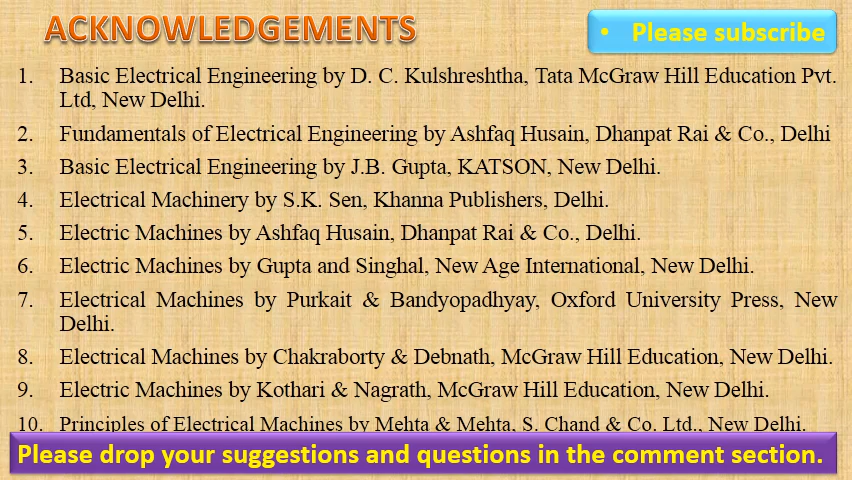 ACKNOWLEDGEMENTS
• Please subscribe
1. Basic Electrical Engineering by D. C. Kulshreshtha, Tata McGraw Hill Education Pvt.
Ltd, New Delhi.
2. Fundamentals of Electrical Engineering by Ashfaq Husain, Dhanpat Rai & Co., Delhi
3. Basic Electrical Engineering by J.B. Gupta, KATSON, New Delhi.
4. Electrical Machinery by S.K. Sen, Khanna Publishers, Delhi.
5. Electric Machines by Ashfaq Husain, Dhanpat Rai & Co., Delhi.
6. Electric Machines by Gupta and Singhal, New Age International, New Delhi.
7. Electrical Machines by Purkait & Bandyopadhyay, Oxford University Press, New
Delhi.
8. Electrical Machines by Chakraborty & Debnath, McGraw Hill Education, New Delhi.
9. Electric Machines by Kothari & Nagrath, McGraw Hill Education, New Delhi.
10. Principles of Electrical Machines by Mehta & Mehta, S. Chand & Co. Ltd., New Delhi.
Please drop your suggestions and questions in the comment section.